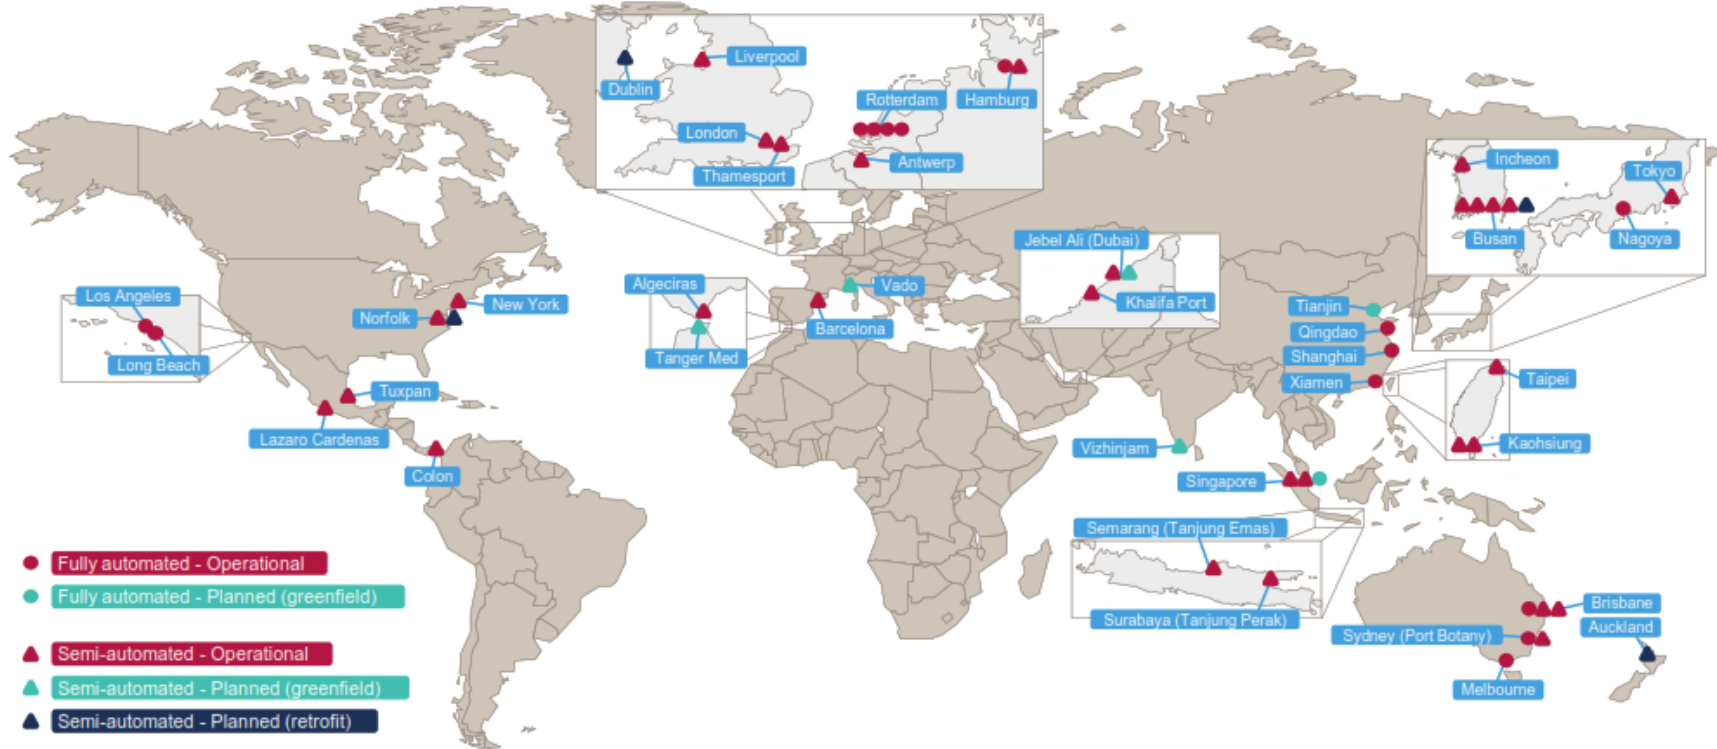 Liverpool
Dublin
Rotterdam
Hamburg
London
Antwerp
Thamesport
Incheon
Tokyo
Busan
Nagoya
Jebel Ali (Dubai)
Khalifa Port
Algeciras
Vado
Barcelona
Tanger Med
Los Angeles
Long Beach
New York
Norfolk
Tianjin
Qingdao
Shanghai
Xiamen
Taipei
Kaohsiung
Tuxpan
Lazaro Cardenas
Colon
Vizhinjam
Singapore
Semarang (Tanjung Emas)
Surabaya (Tanjung Perak)
Brisbane
Auckland
Sydney (Port Botany)
Melbourne
Fully automated - Operational
Fully automated - Planned (greenfield)
Semi-automated - Operational
Semi-automated - Planned (greenfield)
Semi-automated - Planned (retrofit)